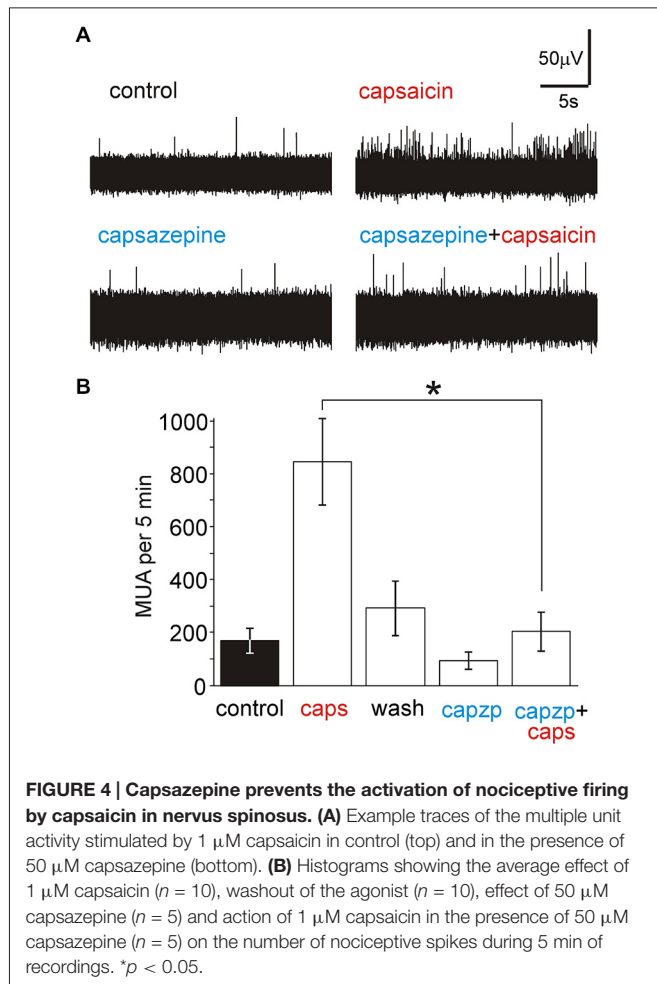 A
control
capsaicin
50μV
5s
capsazepine
capsazepine+capsaicin
B
*
MUA per 5 min
1000
800
600
400
200
0
control
caps
wash
capzp
capzp+
caps
FIGURE 4 | Capsazepine prevents the activation of nociceptive firing
by capsaicin in nervus spinosus. (A) Example traces of the multiple unit
activity stimulated by 1 μM capsaicin in control (top) and in the presence of
50 μM capsazepine (bottom). (B) Histograms showing the average effect of
1 μM capsaicin (n = 10), washout of the agonist (n = 10), effect of 50 μM
capsazepine (n = 5) and action of 1 μM capsaicin in the presence of 50 μM
capsazepine (n = 5) on the number of nociceptive spikes during 5 min of
recordings. *p < 0.05.